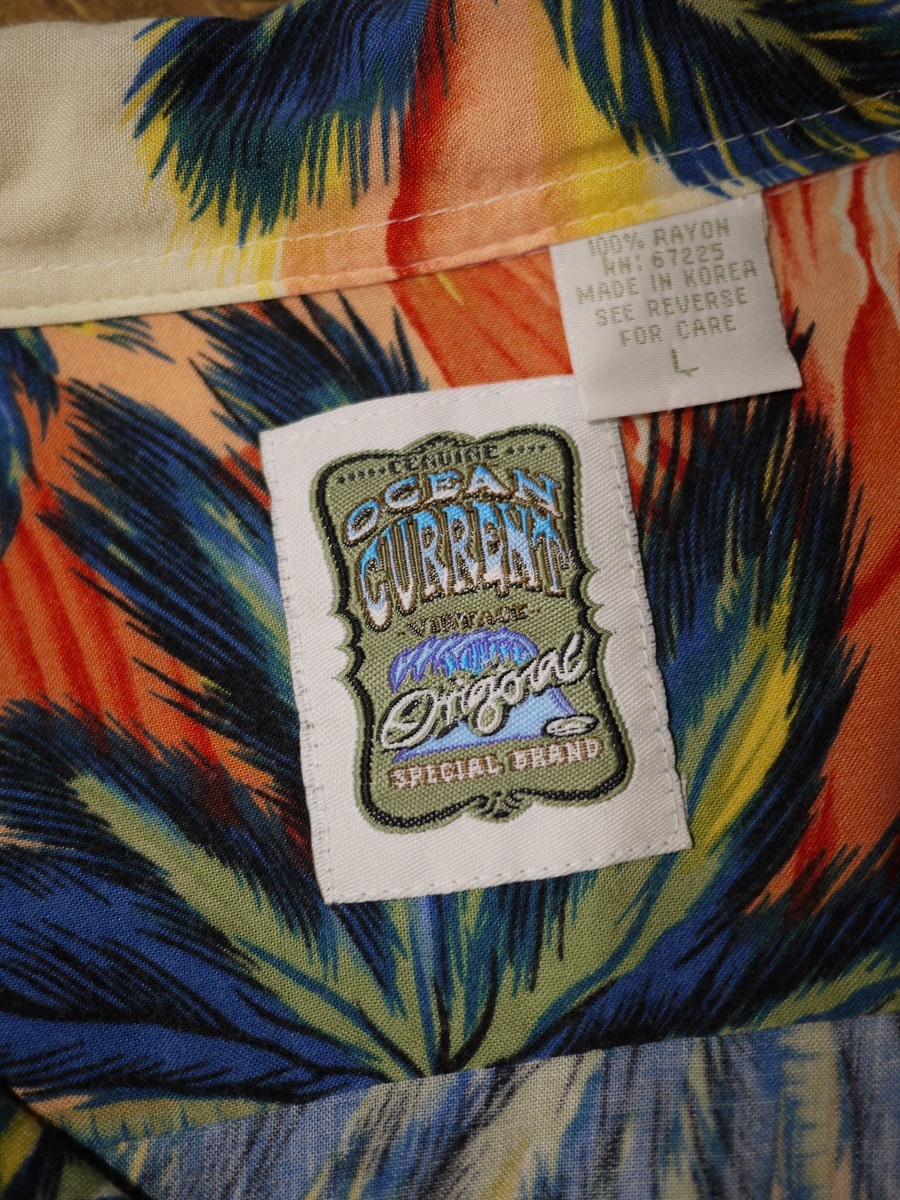 100% RAYON
RN: 67225
MADE IN KOREA
SEE REVERSE
FOR CARE
L
GENUINE
OCEAN
CURRENT
-VINTAGE-
Original
SPECIAL BRAND